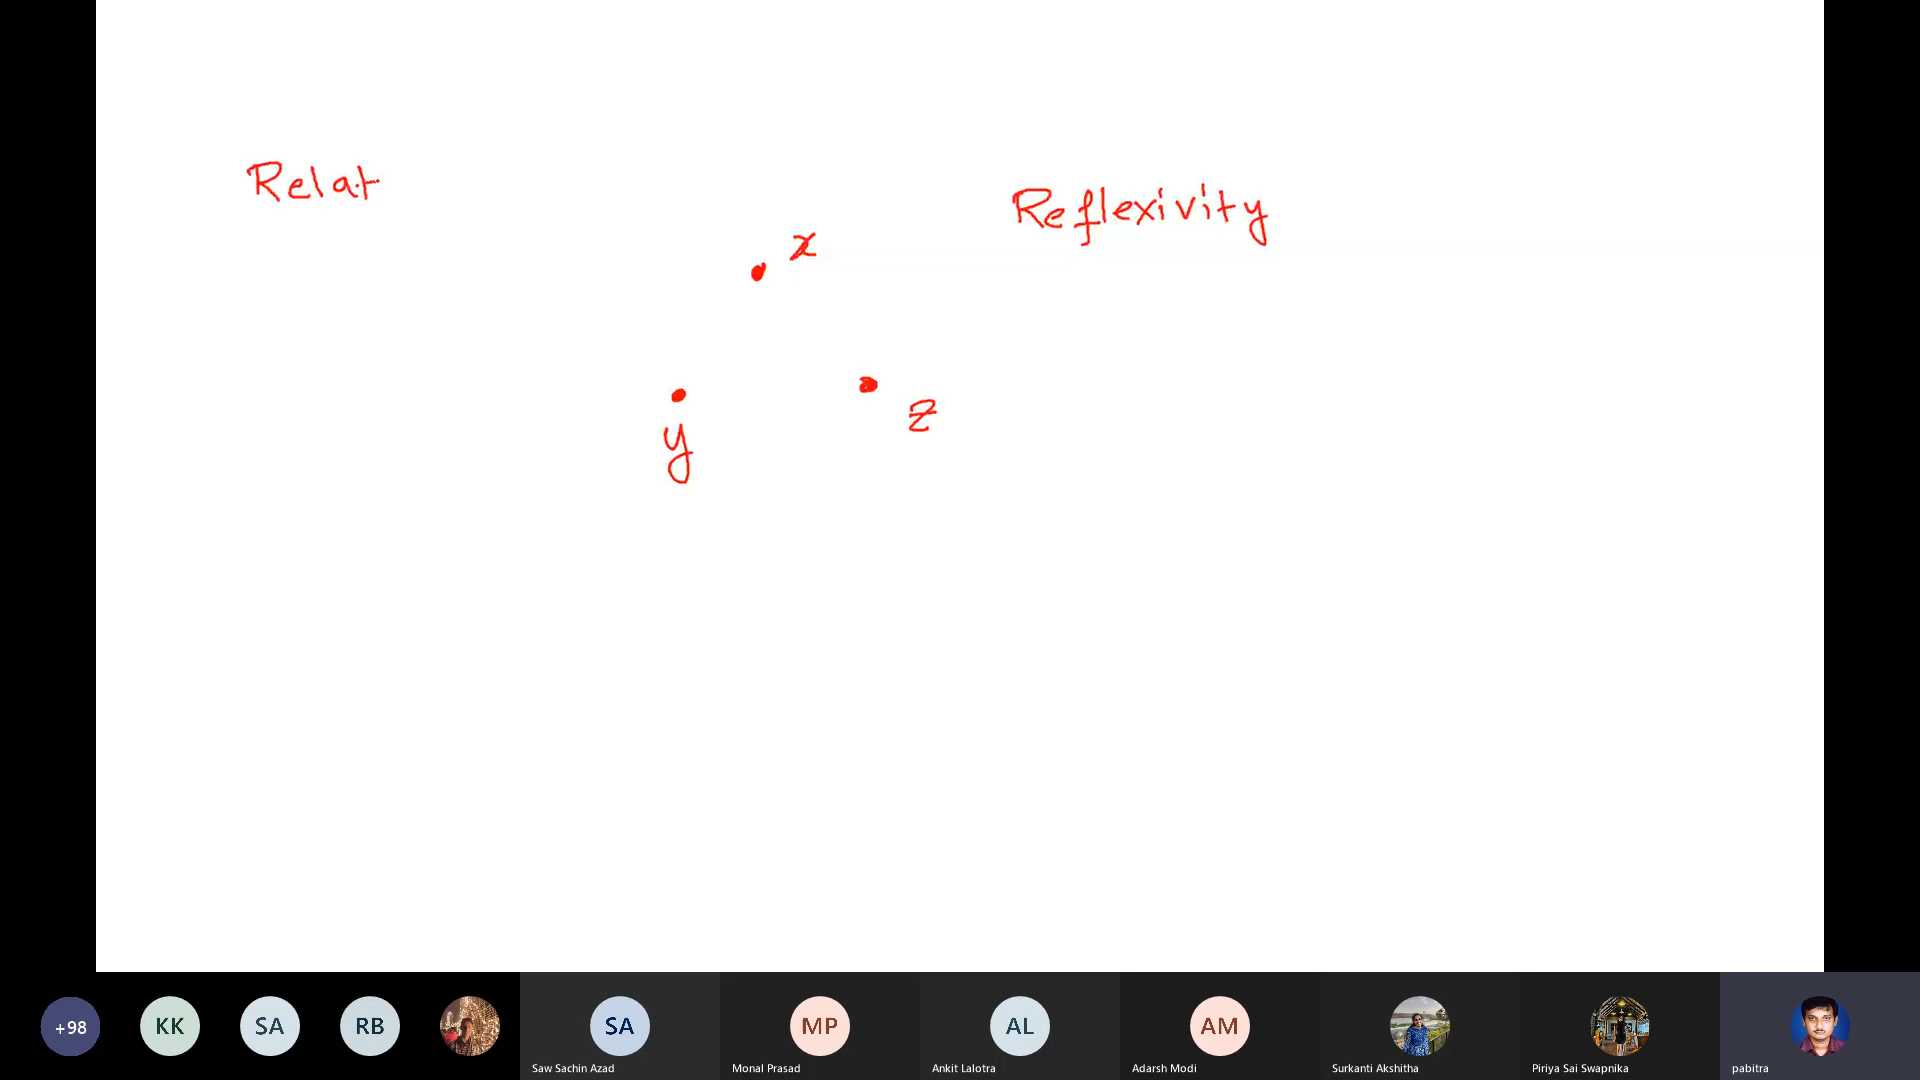 Relat
Reflexivity
x
y
z
+98
KK
SA
RB
SA
MP
AL
AM
Saw Sachin Azad
Monal Prasad
Ankit Lalotra
Adarsh Modi
Surkanti Akshitha
Piriya Sai Swapnika
pabitra